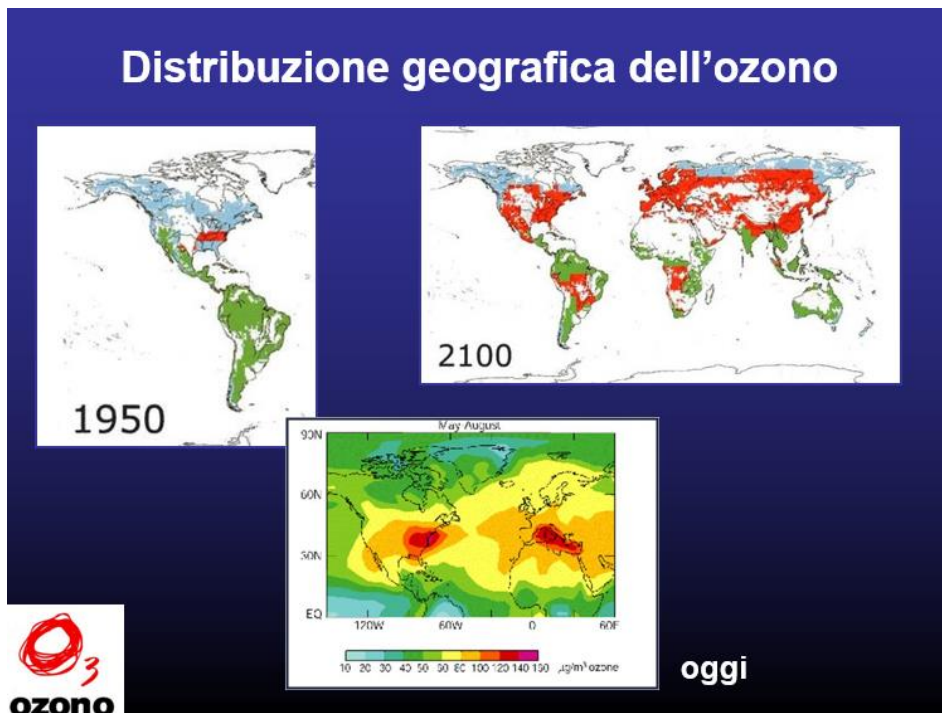 Distribuzione geografica dell'ozono
1950
2100
May-August
90N
60N
30N
EQ
120W 60W 0 60E
10 20 30 40 50 60 80 100 120 140 160 µg/m³ ozone
oggi
O3
ozono